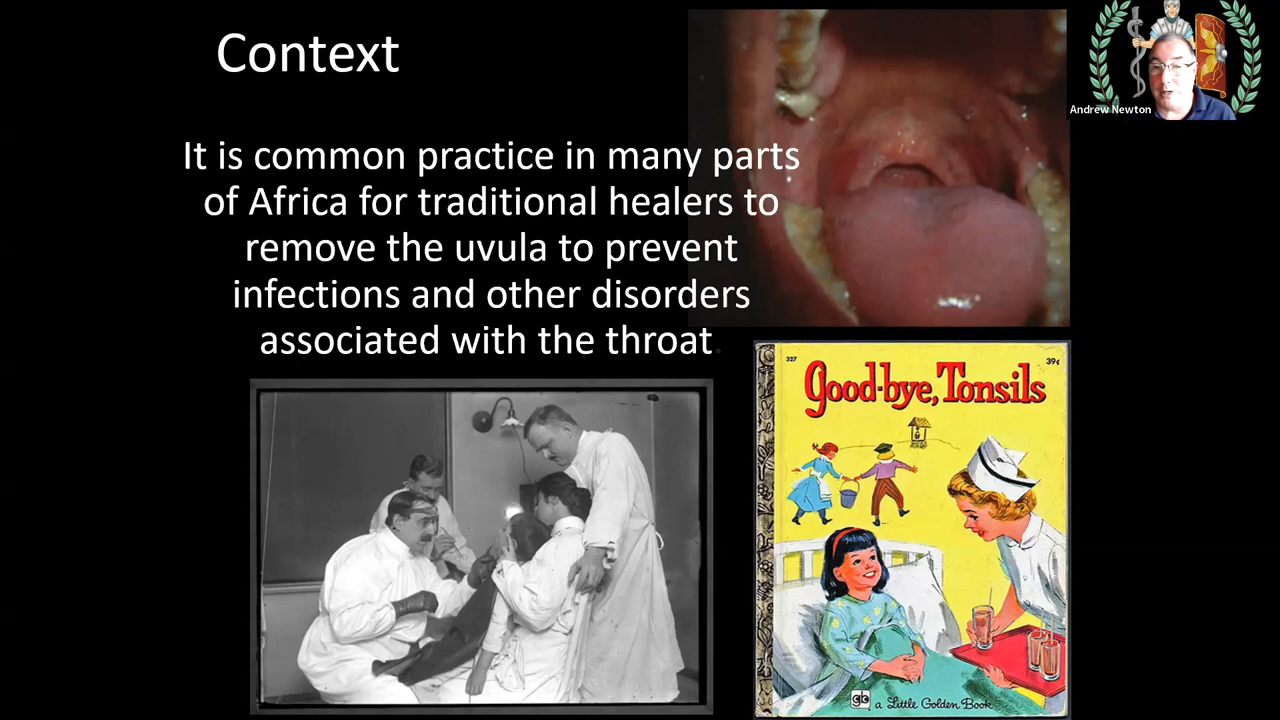 Context
It is common practice in many parts
of Africa for traditional healers to
remove the uvula to prevent
infections and other disorders
associated with the throat.
Andrew Newton
327
39¢
Good-bye, Tonsils
a Little Golden Book